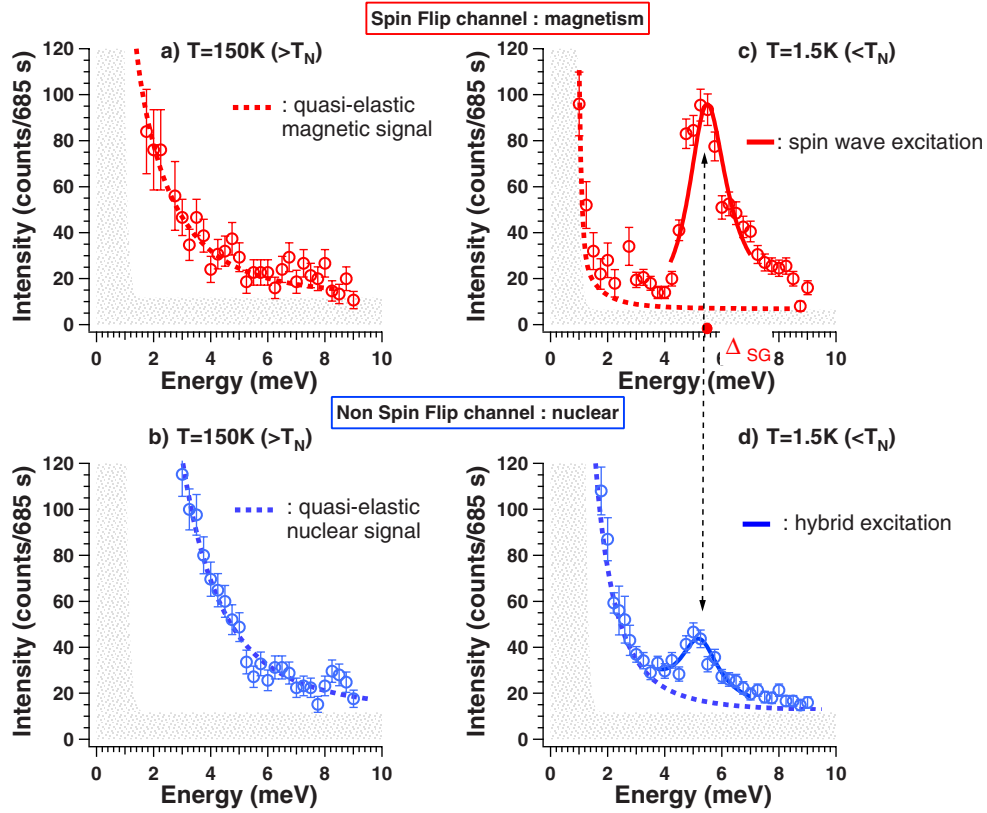 Spin Flip channel : magnetism
a) T=150K (>T_N)
120
100
80
60
40
20
0
Intensity (counts/685 s)
: quasi-elastic
magnetic signal
0 2 4 6 8 10
Energy (meV)
c) T=1.5K (<T_N)
120
100
80
60
40
20
0
Intensity (counts/685 s)
: spin wave excitation
Δ SG
0 2 4 6 8 10
Energy (meV)
Non Spin Flip channel : nuclear
b) T=150K (>T_N)
120
100
80
60
40
20
0
Intensity (counts/685 s)
: quasi-elastic
nuclear signal
0 2 4 6 8 10
Energy (meV)
d) T=1.5K (<T_N)
120
100
80
60
40
20
0
Intensity (counts/685 s)
: hybrid excitation
0 2 4 6 8 10
Energy (meV)